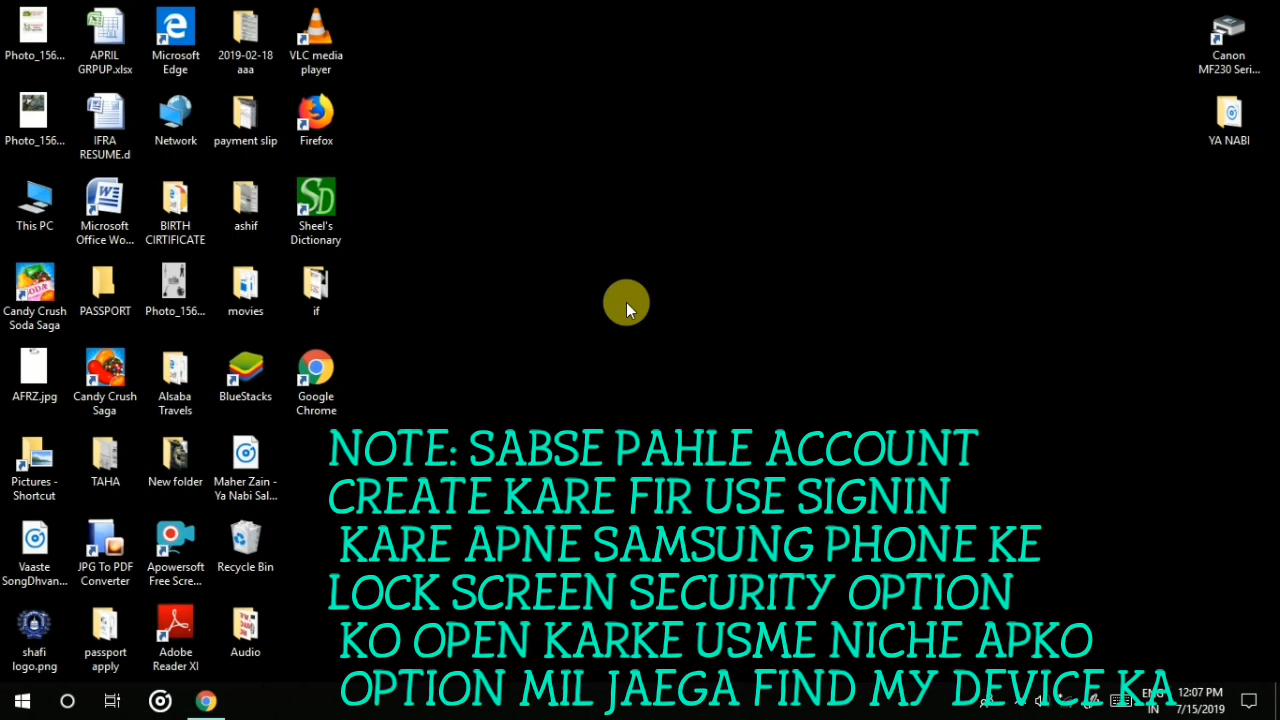 Photo_156...
APRIL
GRPUP.xlsx
Microsoft
Edge
2019-02-18
aaa
VLC media
player
Canon
MF230 Seri...
Photo_156...
IFRA
RESUME.d
Network
payment slip
Firefox
YA NABI
This PC
Microsoft
Office Wo...
BIRTH
CIRTIFICATE
ashif
Sheel's
Dictionary
Candy Crush
Soda Saga
PASSPORT
Photo_156...
movies
if
AFRZ.jpg
Candy Crush
Saga
Alsaba
Travels
BlueStacks
Google
Chrome
Pictures -
Shortcut
TAHA
New folder
Maher Zain -
Ya Nabi Sal...
Vaaste
SongDhvan...
JPG To PDF
Converter
Apowersoft
Free Scre...
Recycle Bin
shafi
logo.png
passport
apply
Adobe
Reader XI
Audio
NOTE: SABSE PAHLE ACCOUNT
CREATE KARE FIR USE SIGNIN
KARE APNE SAMSUNG PHONE KE
LOCK SCREEN SECURITY OPTION
KO OPEN KARKE USME NICHE APKO
OPTION MIL JAEGA FIND MY DEVICE KA
ENG
IN
12:07 PM
7/15/2019